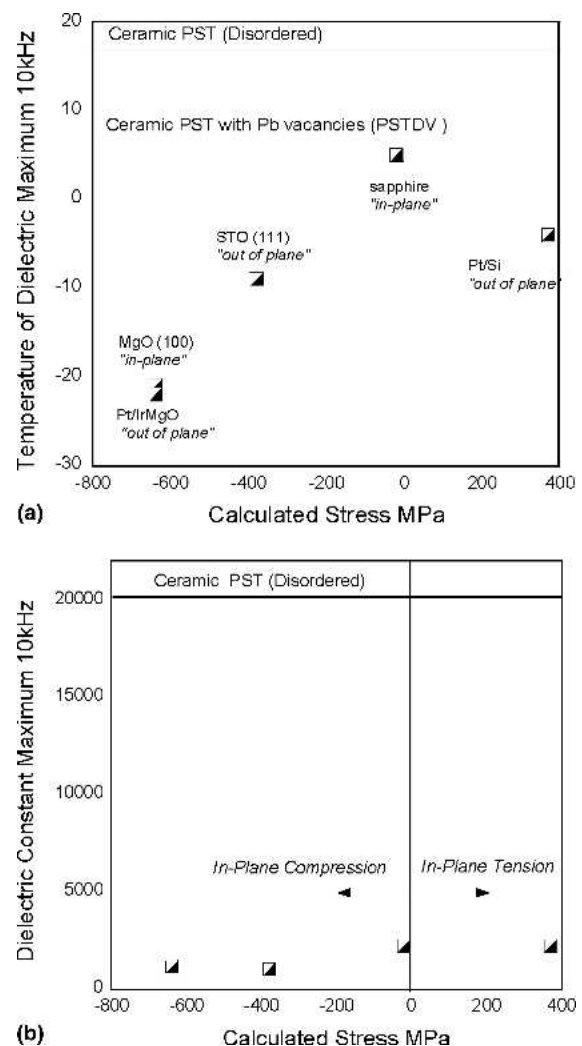 Ceramic PST (Disordered)
Ceramic PST with Pb vacancies (PSTDV )
sapphire
"in-plane"
STO (111)
"out of plane"
Pt/Si
"out of plane"
MgO (100)
"in-plane"
Pt/IrMgO
"out of plane"
Temperature of Dielectric Maximum 10kHz
20
10
0
-10
-20
-30
-800 -600 -400 -200 0 200 400
(a)
Calculated Stress MPa
Ceramic PST (Disordered)
Dielectric Constant Maximum 10kHz
20000
15000
10000
5000
0
In-Plane Compression
In-Plane Tension
-800 -600 -400 -200 0 200 400
(b)
Calculated Stress MPa